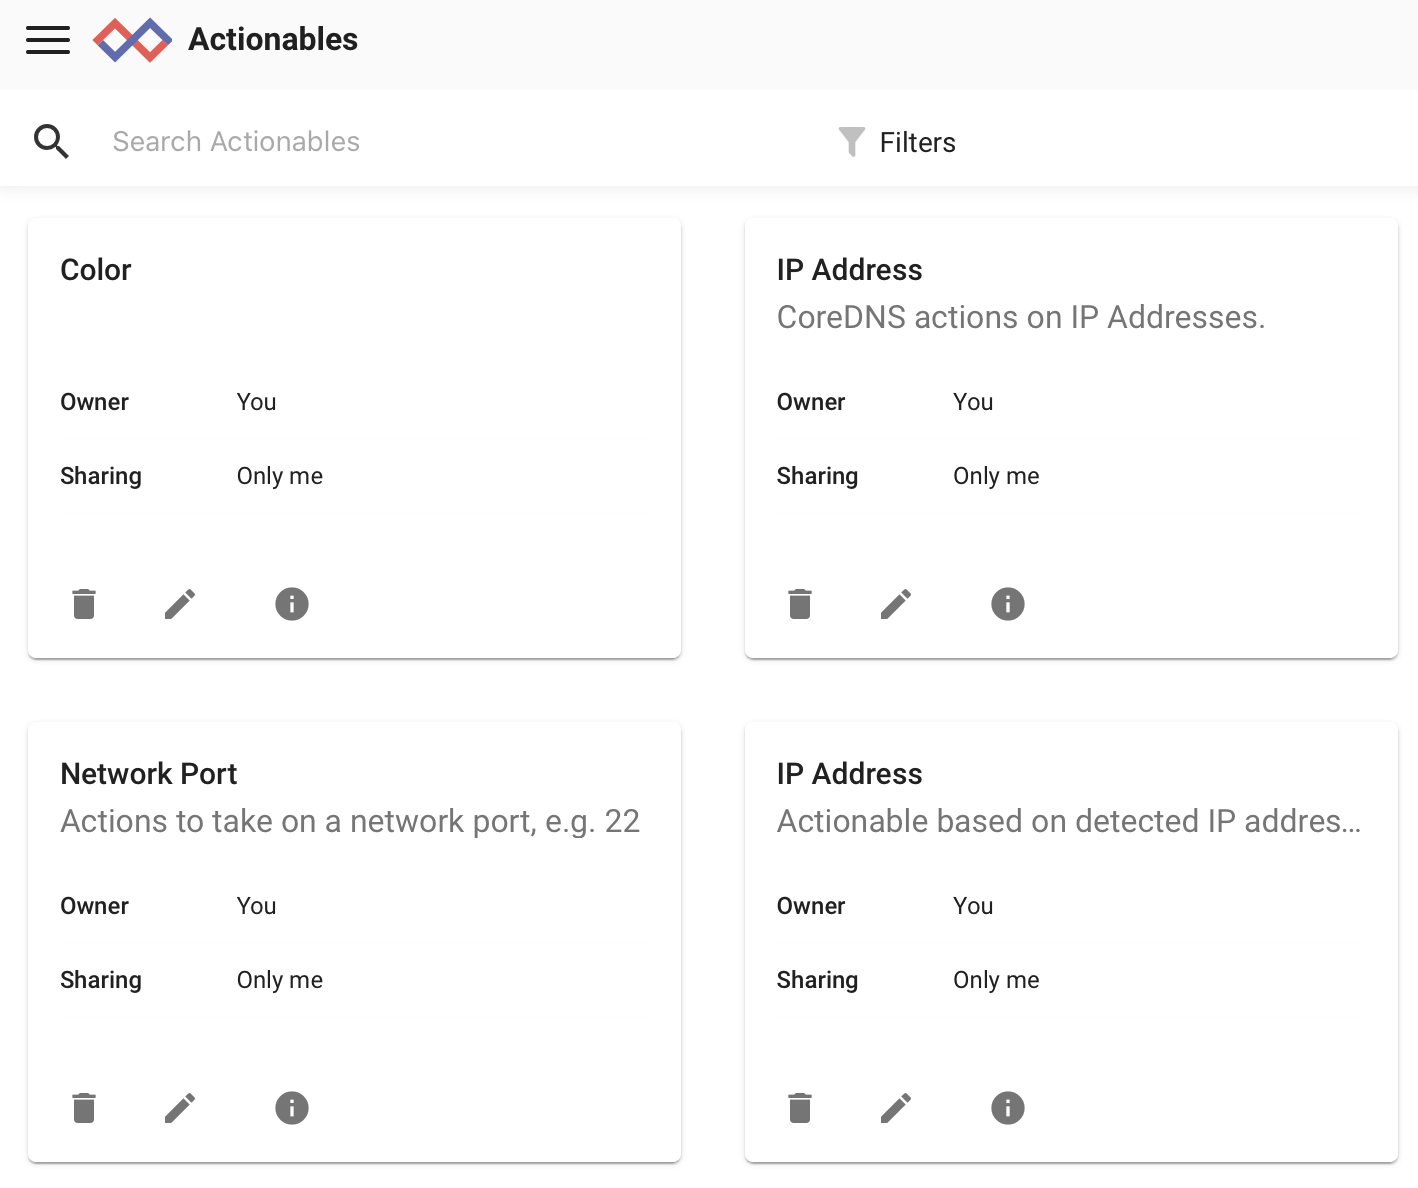 Actionables
Search Actionables
Filters
Color
Owner You
Sharing Only me
IP Address
CoreDNS actions on IP Addresses.
Owner You
Sharing Only me
Network Port
Actions to take on a network port, e.g. 22
Owner You
Sharing Only me
IP Address
Actionable based on detected IP addres...
Owner You
Sharing Only me